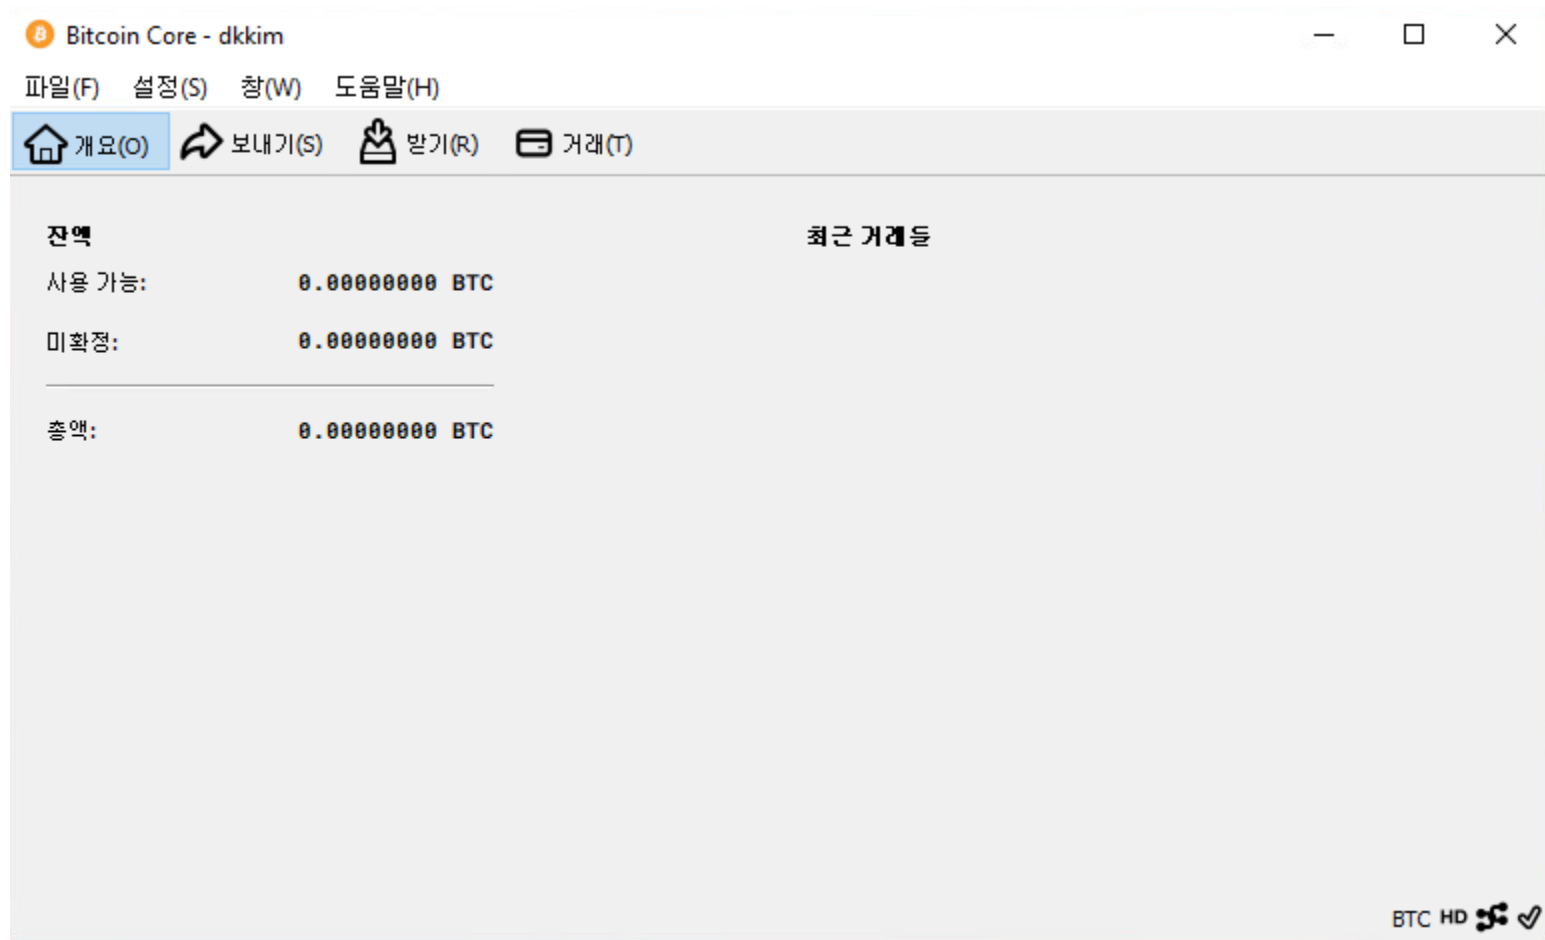 Bitcoin Core - dkkim
파일(F) 설정(S) 창(W) 도움말(H)
개요(O) 보내기(S) 받기(R) 거래(T)
잔액 최근 거래들
사용 가능: 0.00000000 BTC
미확정: 0.00000000 BTC
총액: 0.00000000 BTC
BTC HD